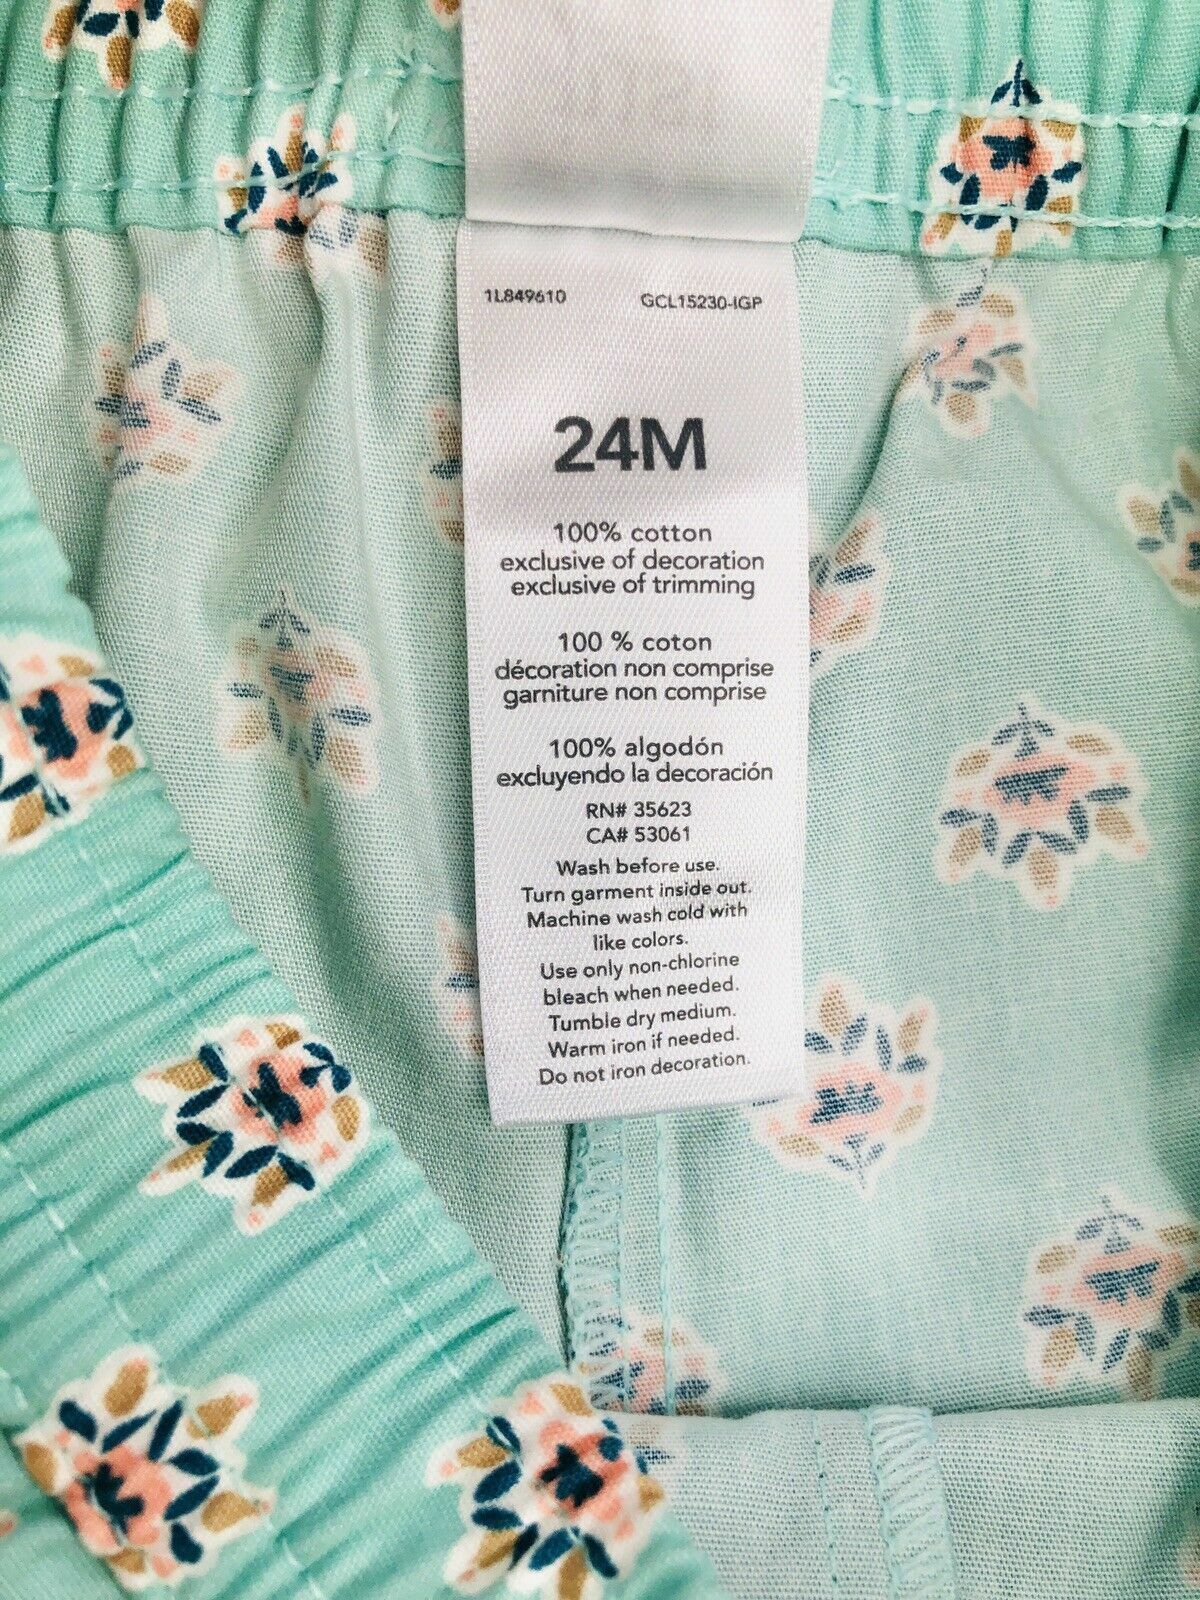 1L849610 GCL15230-IGP
24M
100% cotton
exclusive of decoration
exclusive of trimming
100 % coton
décoration non comprise
garniture non comprise
100% algodón
excluyendo la decoración
RN# 35623
CA# 53061
Wash before use.
Turn garment inside out.
Machine wash cold with
like colors.
Use only non-chlorine
bleach when needed.
Tumble dry medium.
Warm iron if needed.
Do not iron decoration.